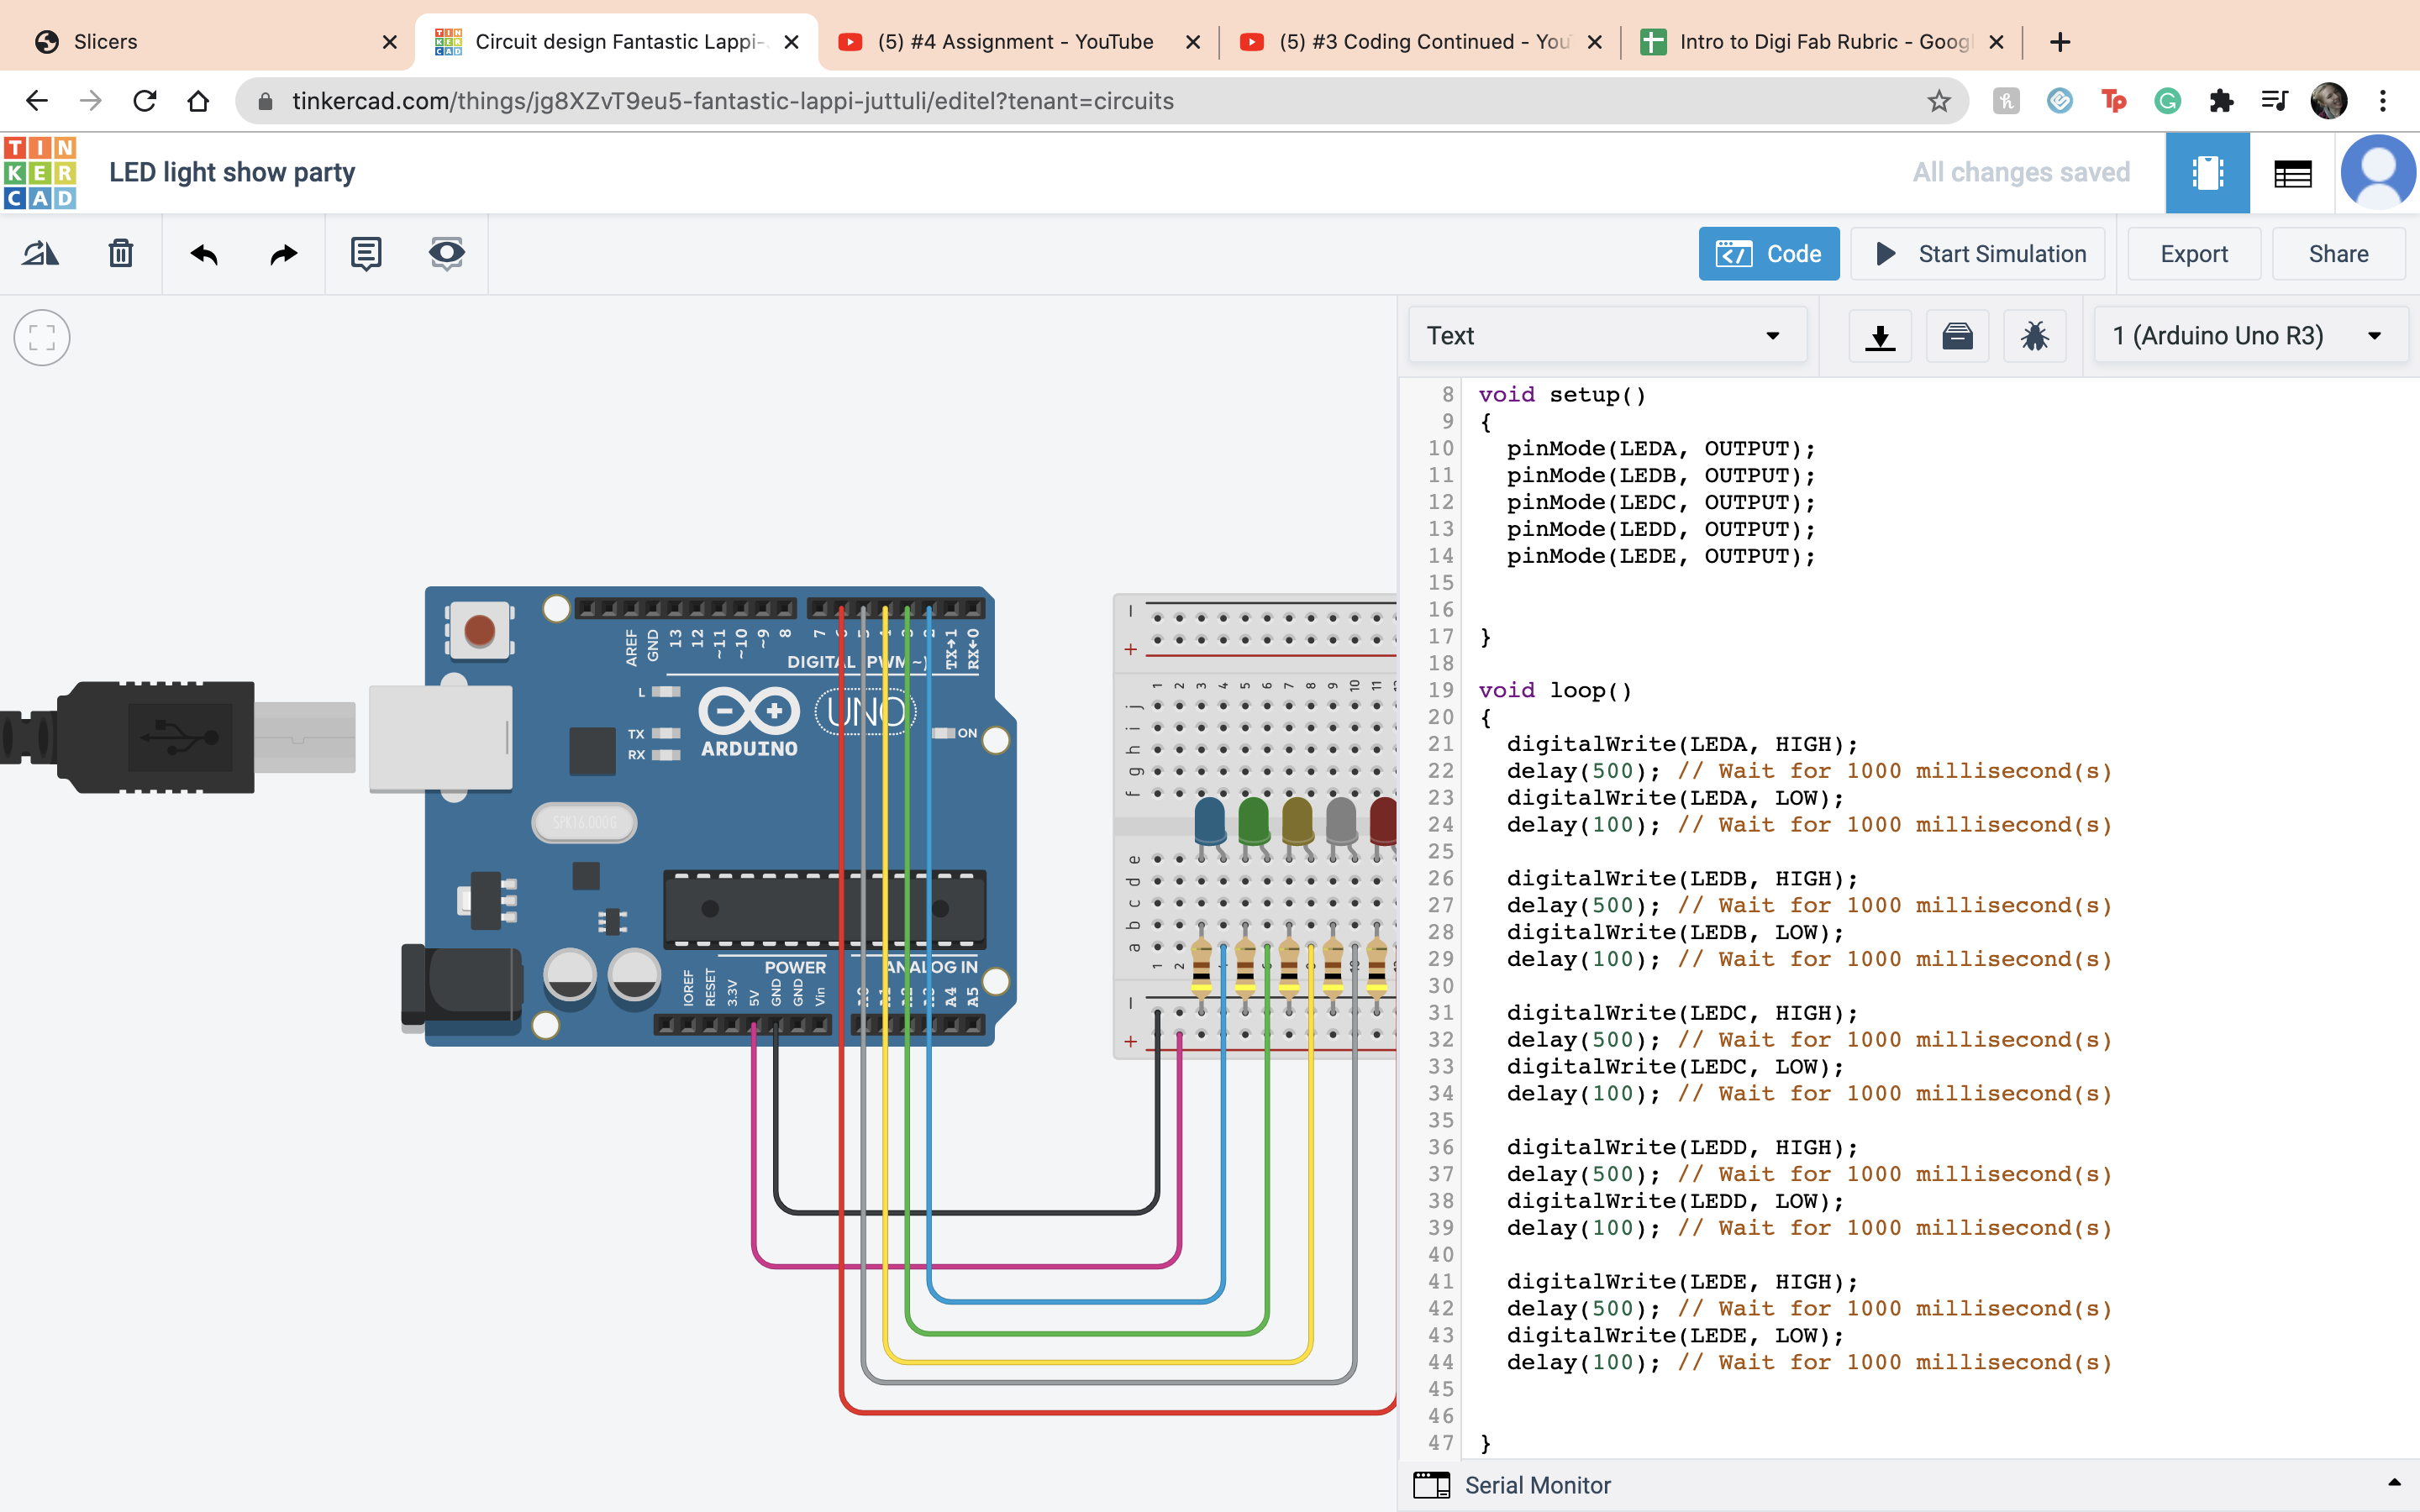 Slicers
Circuit design Fantastic Lappi-
(5) #4 Assignment - YouTube
(5) #3 Coding Continued - You
Intro to Digi Fab Rubric - Googl
tinkercad.com/things/jg8XZvT9eu5-fantastic-lappi-juttuli/editel?tenant=circuits
TIN
KER
CAD
LED light show party
All changes saved
Code
Start Simulation
Export
Share
Text
1 (Arduino Uno R3)
8 void setup()
9 {
10 pinMode(LEDA, OUTPUT);
11 pinMode(LEDB, OUTPUT);
12 pinMode(LEDC, OUTPUT);
13 pinMode(LEDD, OUTPUT);
14 pinMode(LEDE, OUTPUT);
15
16
17 }
18
19 void loop()
20 {
21 digitalWrite(LEDA, HIGH);
22 delay(500); // Wait for 1000 millisecond(s)
23 digitalWrite(LEDA, LOW);
24 delay(100); // Wait for 1000 millisecond(s)
25
26 digitalWrite(LEDB, HIGH);
27 delay(500); // Wait for 1000 millisecond(s)
28 digitalWrite(LEDB, LOW);
29 delay(100); // Wait for 1000 millisecond(s)
30
31 digitalWrite(LEDC, HIGH);
32 delay(500); // Wait for 1000 millisecond(s)
33 digitalWrite(LEDC, LOW);
34 delay(100); // Wait for 1000 millisecond(s)
35
36 digitalWrite(LEDD, HIGH);
37 delay(500); // Wait for 1000 millisecond(s)
38 digitalWrite(LEDD, LOW);
39 delay(100); // Wait for 1000 millisecond(s)
40
41 digitalWrite(LEDE, HIGH);
42 delay(500); // Wait for 1000 millisecond(s)
43 digitalWrite(LEDE, LOW);
44 delay(100); // Wait for 1000 millisecond(s)
45
46
47 }
Serial Monitor
AREF GND 13 12 ~11 ~10 ~9 8 7 TX→1 RX←0
DIGITAL (PWM~)
L
TX
RX
UNO
ON
ARDUINO
SPK16.000G
POWER
ANALOG IN
IOREF RESET 3.3V 5V GND GND Vin A0 A1 A2 A3 A4 A5
− +
1 2 3 4 5 6 7 8 9 10 11
j i h g f
e d c b a
1 2
− +